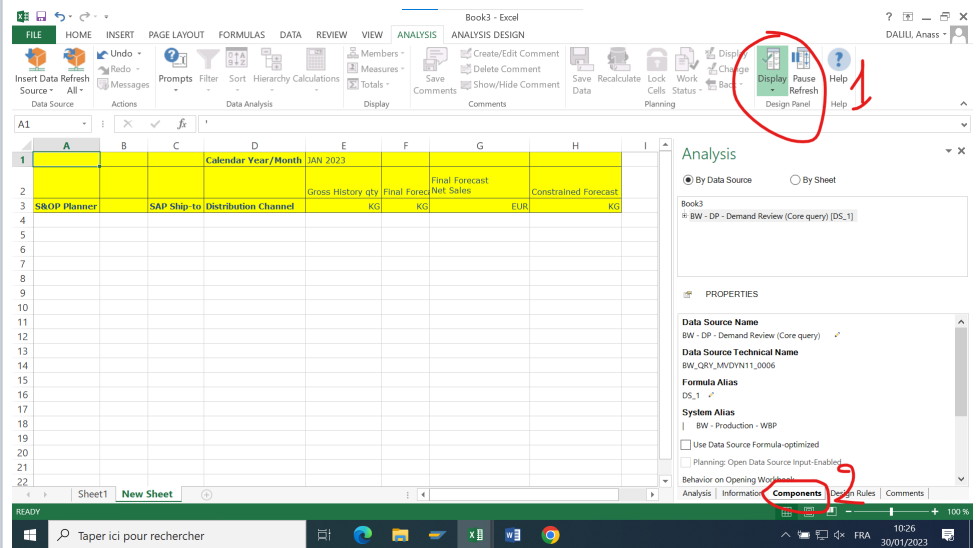 Book3 - Excel
FILE HOME INSERT PAGE LAYOUT FORMULAS DATA REVIEW VIEW ANALYSIS ANALYSIS DESIGN DALILI, Anass
Insert Data Source
Refresh All
Data Source
Undo
Redo
Messages
Actions
Prompts Filter Sort Hierarchy Calculations
Data Analysis
Members
Measures
Totals
Display
Save Comments
Create/Edit Comment
Delete Comment
Show/Hide Comment
Comments
Save Data
Recalculate
Lock Cells
Work Status
Display
Change
Back
Planning
Display
Pause Refresh
Design Panel
Help
Help
1
A1 fx '
A B C D E F G H I
1 Calendar Year/Month JAN 2023
2 Gross History qty Final Foreca Final Forecast Net Sales Constrained Forecast
3 S&OP Planner SAP Ship-to Distribution Channel KG KG EUR KG
4
5
6
7
8
9
10
11
12
13
14
15
16
17
18
19
20
21
22
Analysis
By Data Source By Sheet
Book3
BW - DP - Demand Review (Core query) [DS_1]
PROPERTIES
Data Source Name
BW - DP - Demand Review (Core query)
Data Source Technical Name
BW_QRY_MVDYN11_0006
Formula Alias
DS_1
System Alias
BW - Production - WBP
Use Data Source Formula-optimized
Planning: Open Data Source Input-Enabled
Behavior on Opening Workbook
Analysis Information Components Design Rules Comments
2
Sheet1 New Sheet
READY 100 %
Taper ici pour rechercher
FRA
10:26
30/01/2023